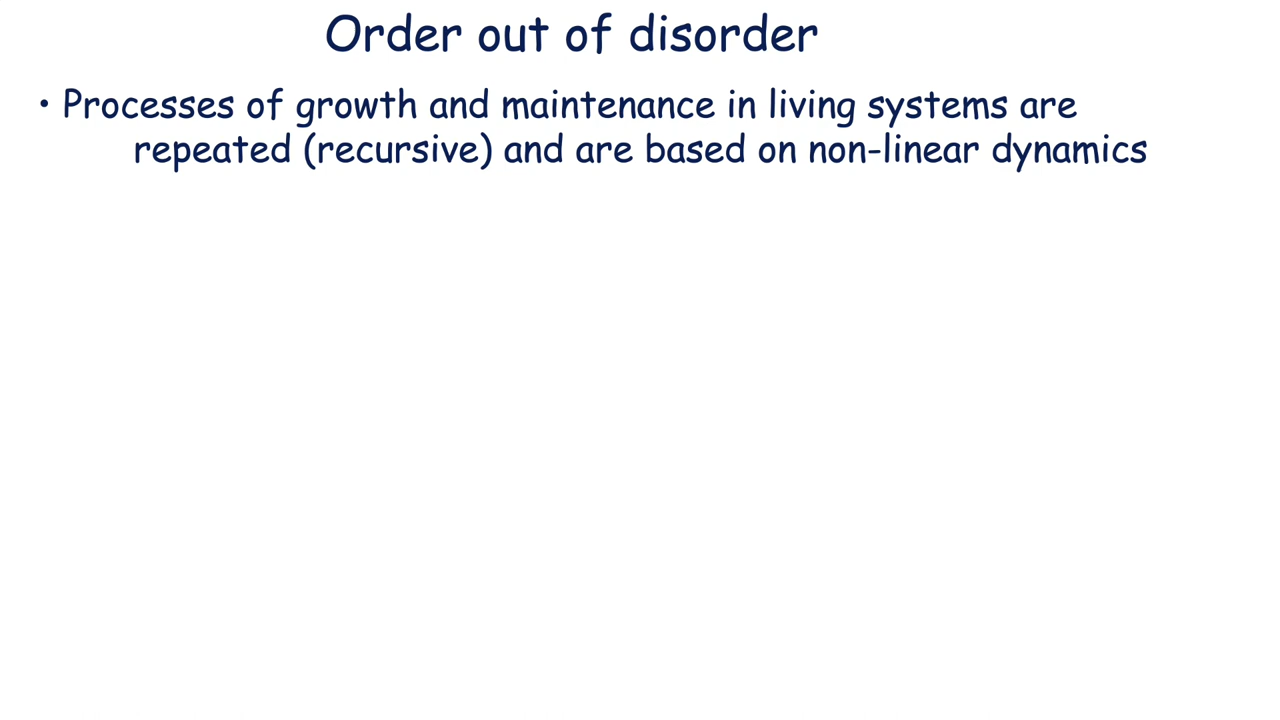 Order out of disorder
• Processes of growth and maintenance in living systems are
repeated (recursive) and are based on non-linear dynamics